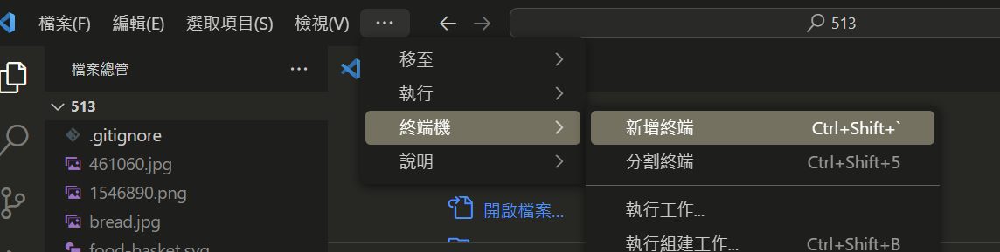 檔案(F) 編輯(E) 選取項目(S) 檢視(V) ··· 513
檔案總管 ···
移至
執行
終端機
說明
新增終端 Ctrl+Shift+`
分割終端 Ctrl+Shift+5
執行工作...
執行組建工作... Ctrl+Shift+B
513
.gitignore
461060.jpg
1546890.png
bread.jpg
food-basket.svg
開啟檔案...